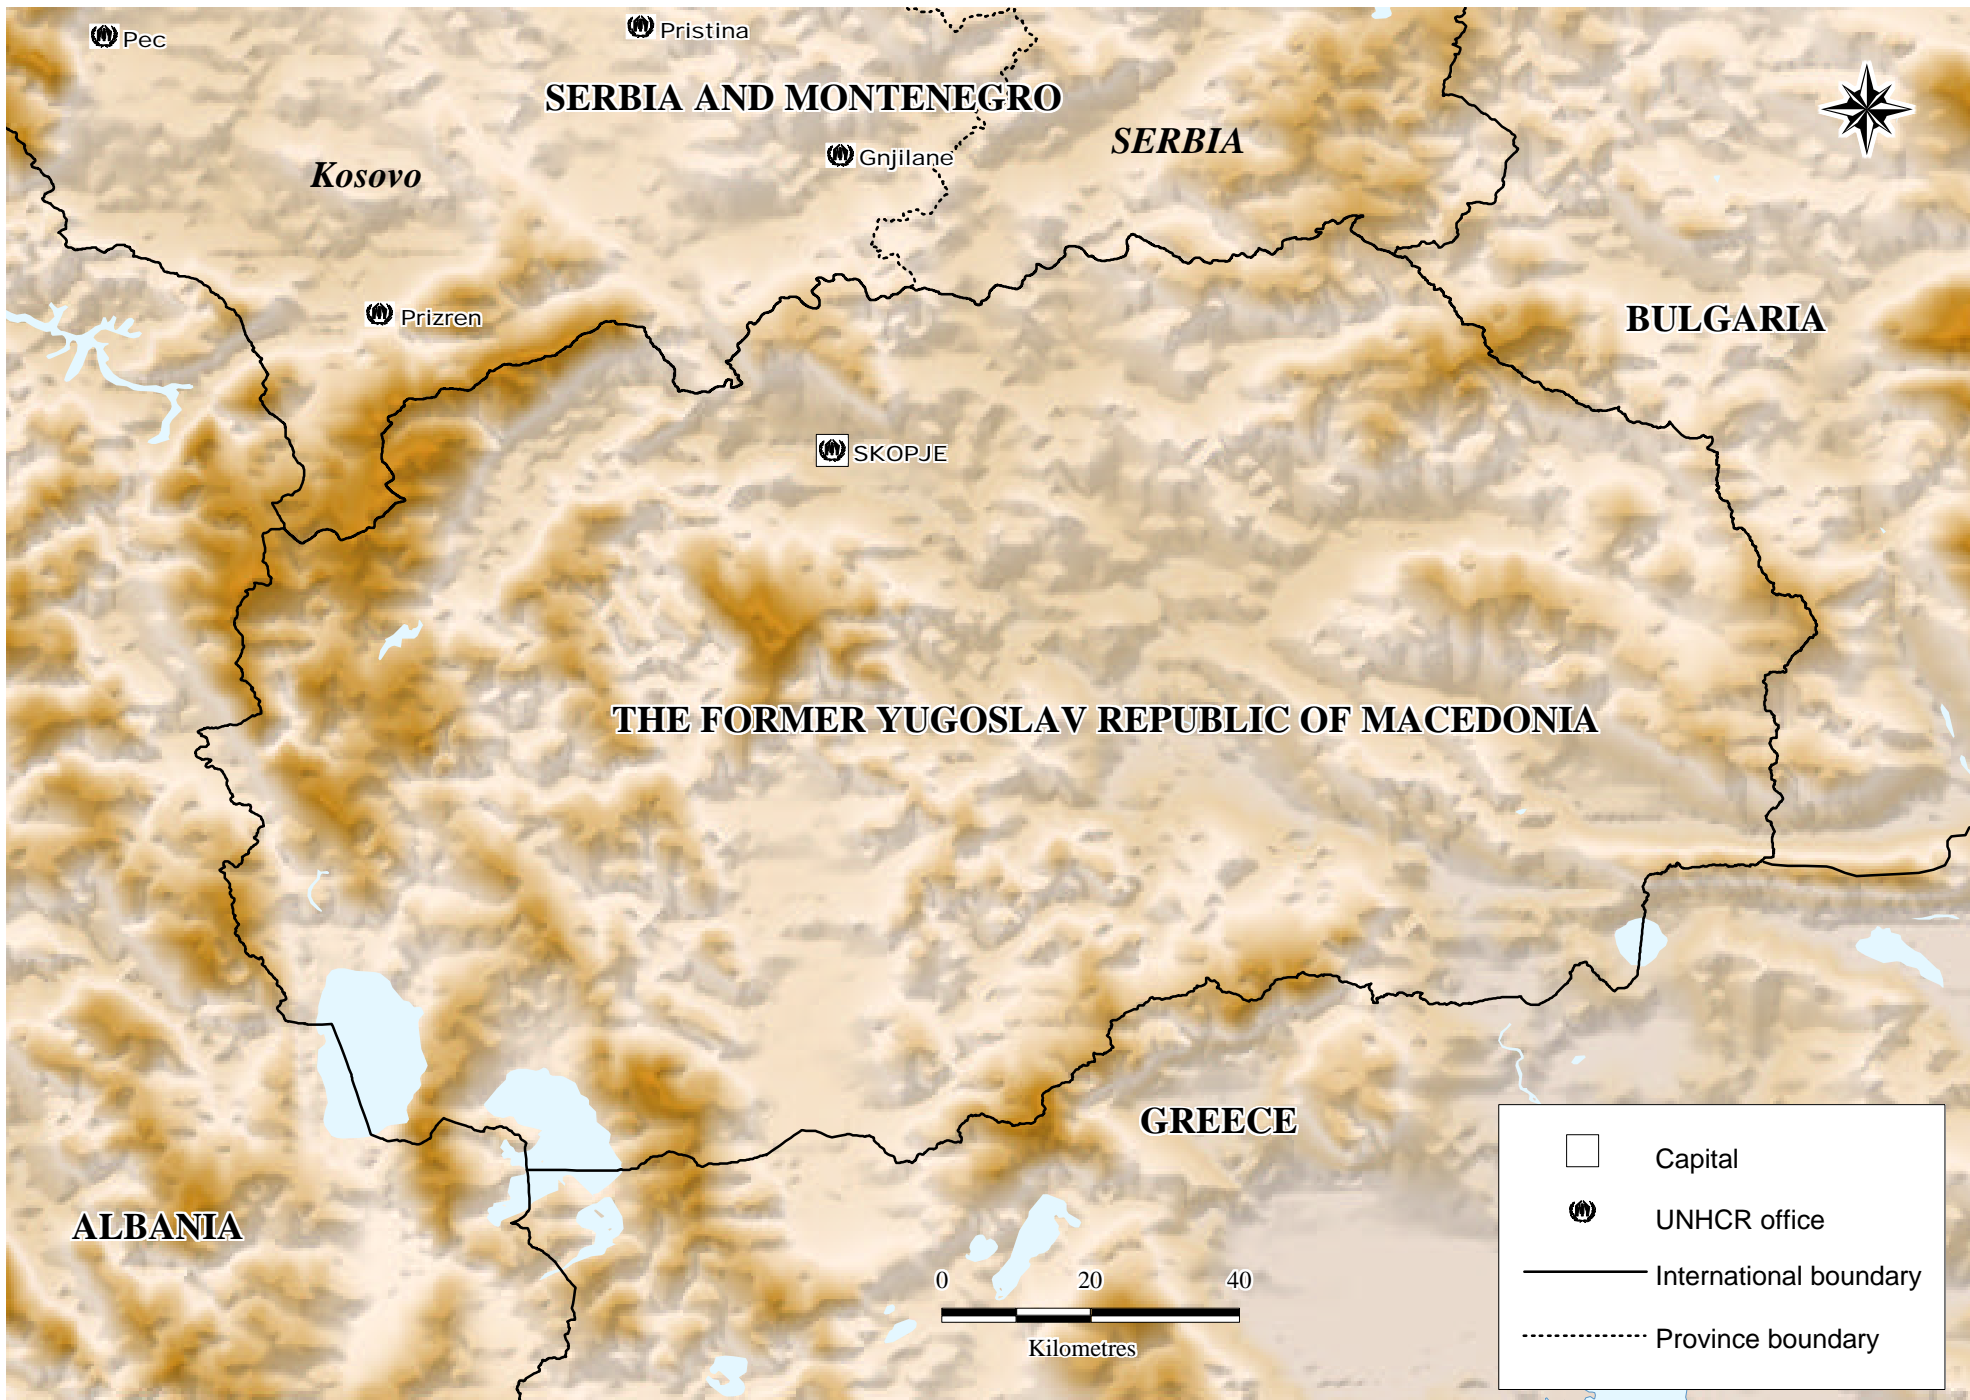 Pec
Pristina
SERBIA AND MONTENEGRO
SERBIA
Gnjilane
Kosovo
Prizren
BULGARIA
SKOPJE
THE FORMER YUGOSLAV REPUBLIC OF MACEDONIA
GREECE
ALBANIA
0 20 40
Kilometres
Capital
UNHCR office
International boundary
Province boundary